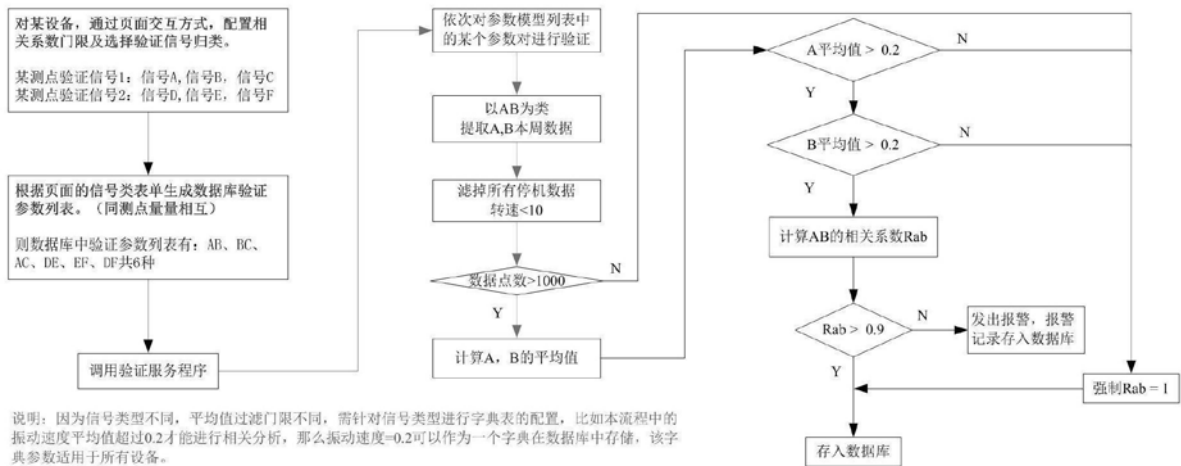 对某设备，通过页面交互方式，配置相
关系数门限及选择验证信号归类。
某测点验证信号1：信号A,信号B，信号C
某测点验证信号2：信号D,信号E，信号F
根据页面的信号类表单生成数据库验证
参数列表。（同测点量量相互）
则数据库中验证参数列表有：AB、BC、
AC、DE、EF、DF共6种
调用验证服务程序
依次对参数模型列表中
的某个参数对进行验证
以AB为类
提取A,B本周数据
滤掉所有停机数据
转速<10
数据点数>1000
N
Y
计算A，B的平均值
A平均值 > 0.2
N
Y
B平均值 > 0.2
N
Y
计算AB的相关系数Rab
Rab > 0.9
N
Y
发出报警，报警
记录存入数据库
强制Rab = 1
存入数据库
说明：因为信号类型不同，平均值过滤门限不同，需针对信号类型进行字典表的配置，比如本流程中的
振动速度平均值超过0.2才能进行相关分析，那么振动速度=0.2可以作为一个字典在数据库中存储，该字
典参数适用于所有设备。